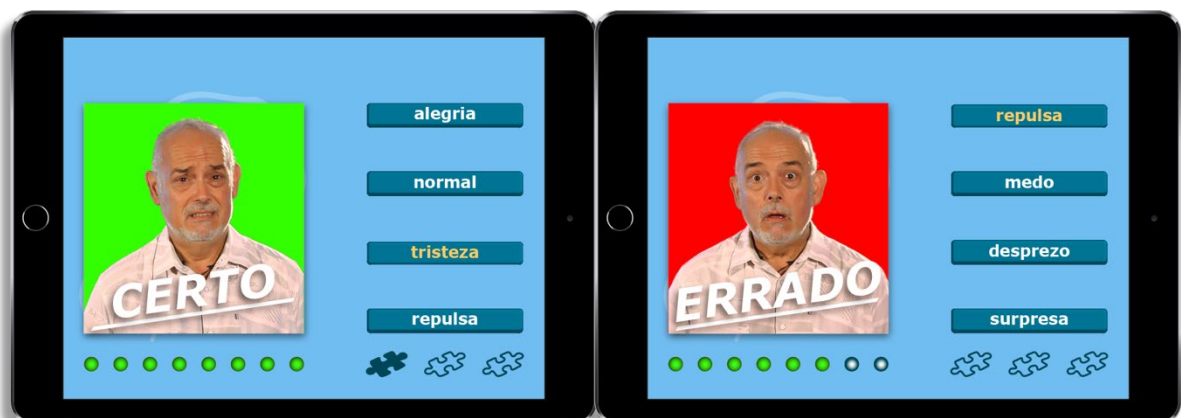 alegria
normal
tristeza
repulsa
CERTO
repulsa
medo
desprezo
surpresa
ERRADO